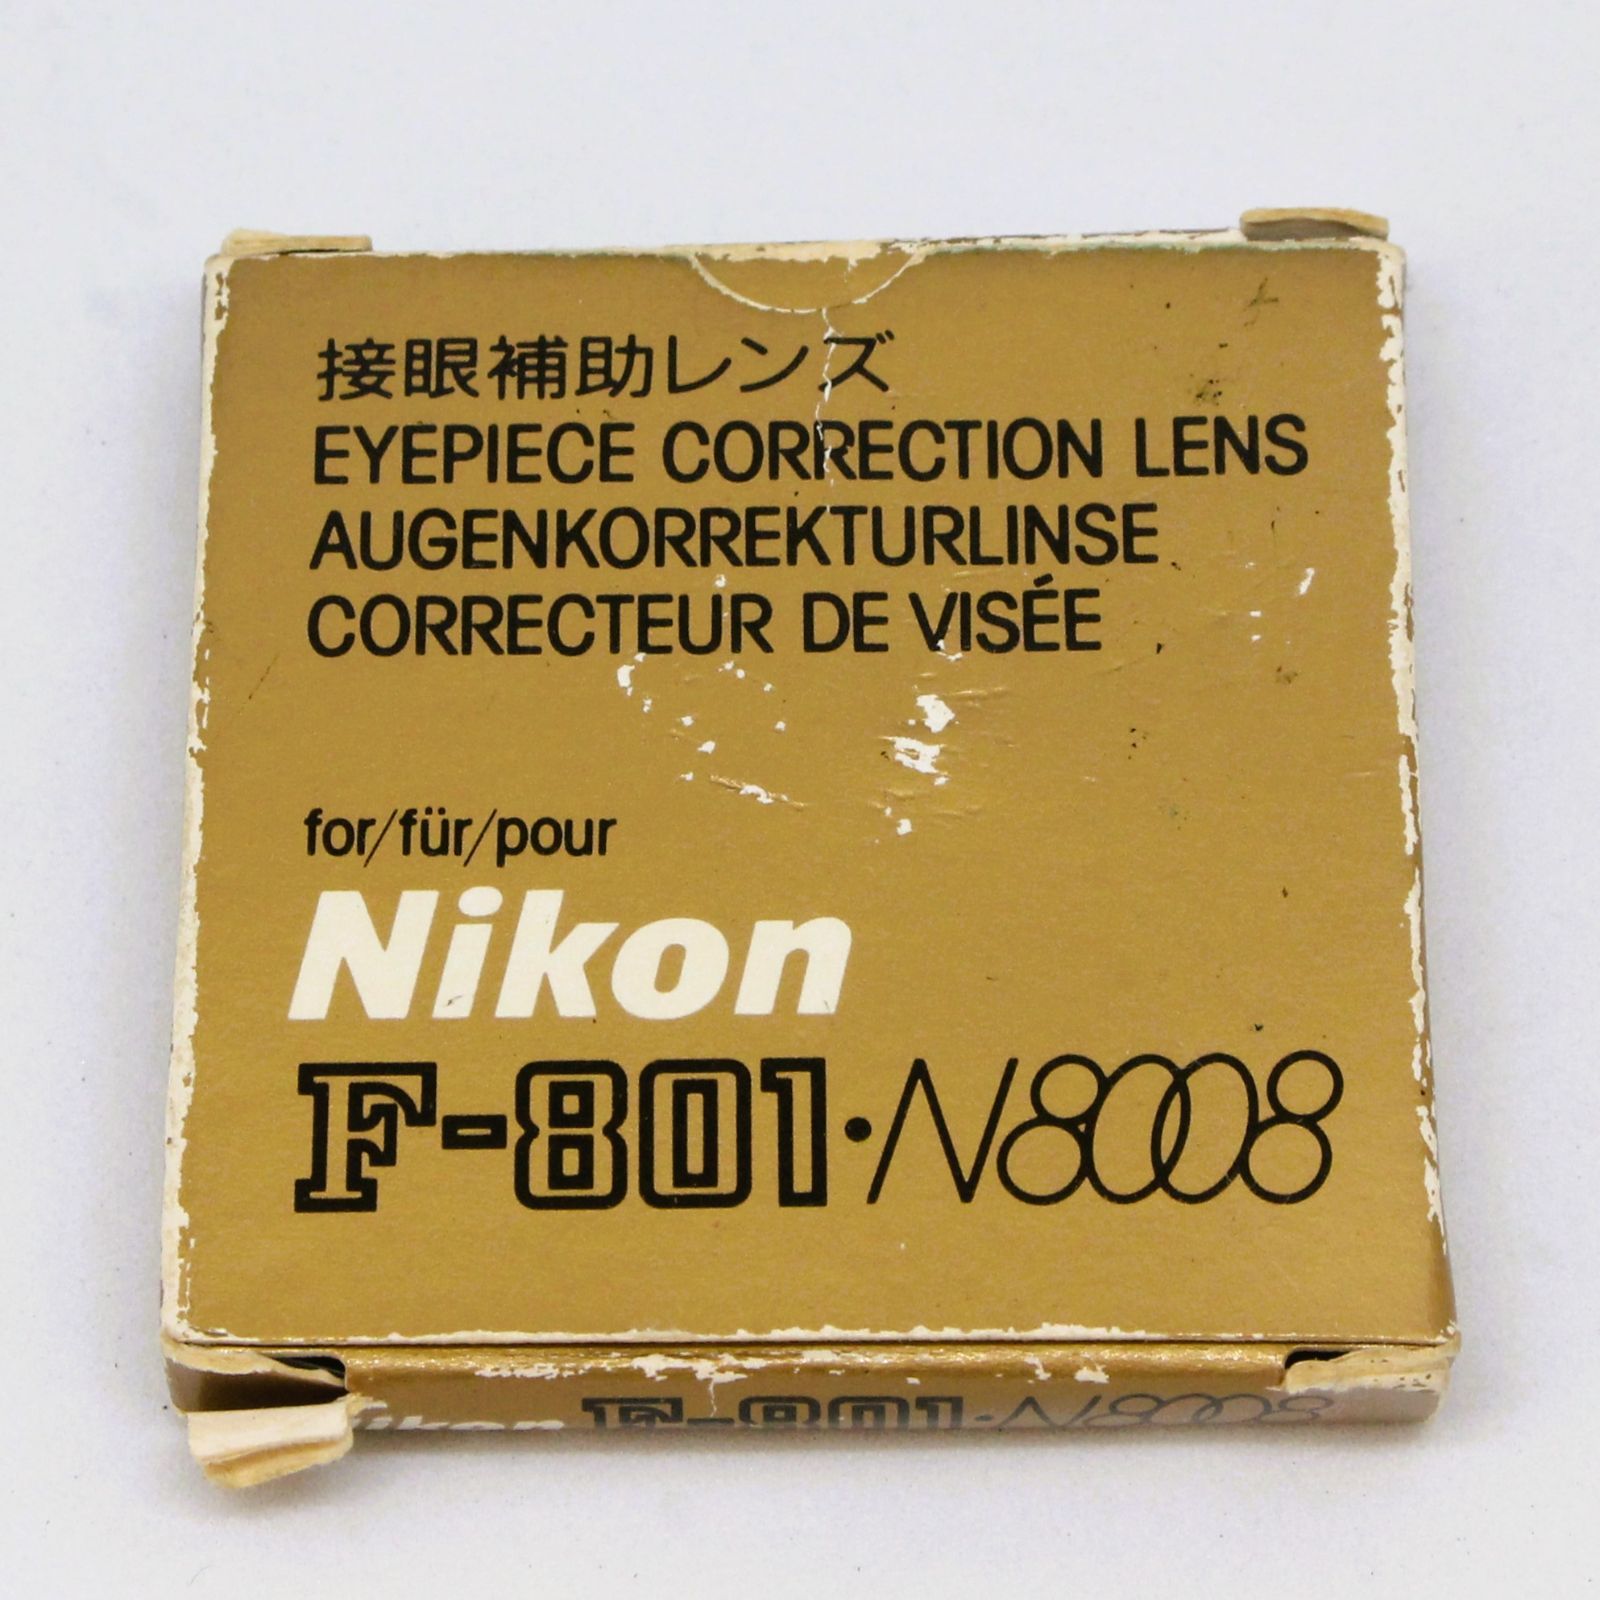 接眼補助レンズ
EYEPIECE CORRECTION LENS
AUGENKORREKTURLINSE
CORRECTEUR DE VISÉE
for/für/pour
Nikon
F-801·N8008
Nikon F-801·N8008